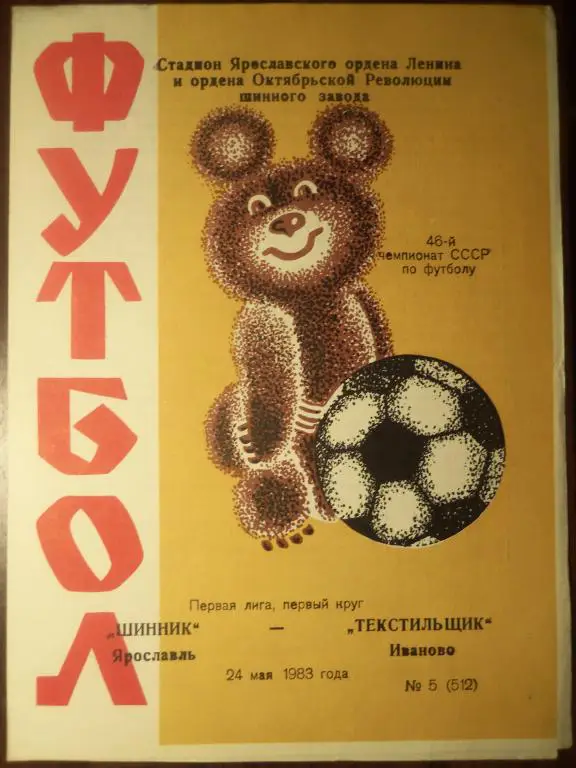 ФУТБОЛ
Стадион Ярославского ордена Ленина
и ордена Октябрьской Революции
шинного завода
46-й
чемпионат СССР
по футболу
Первая лига, первый круг
„ШИННИК" — „ТЕКСТИЛЬЩИК"
Ярославль Иваново
24 мая 1983 года
№ 5 (512)